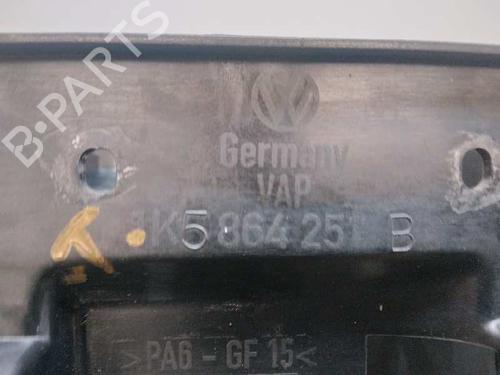 B-PARTS
Germany
VAP
1K5 864 251 B
>PA6 - GF 15<